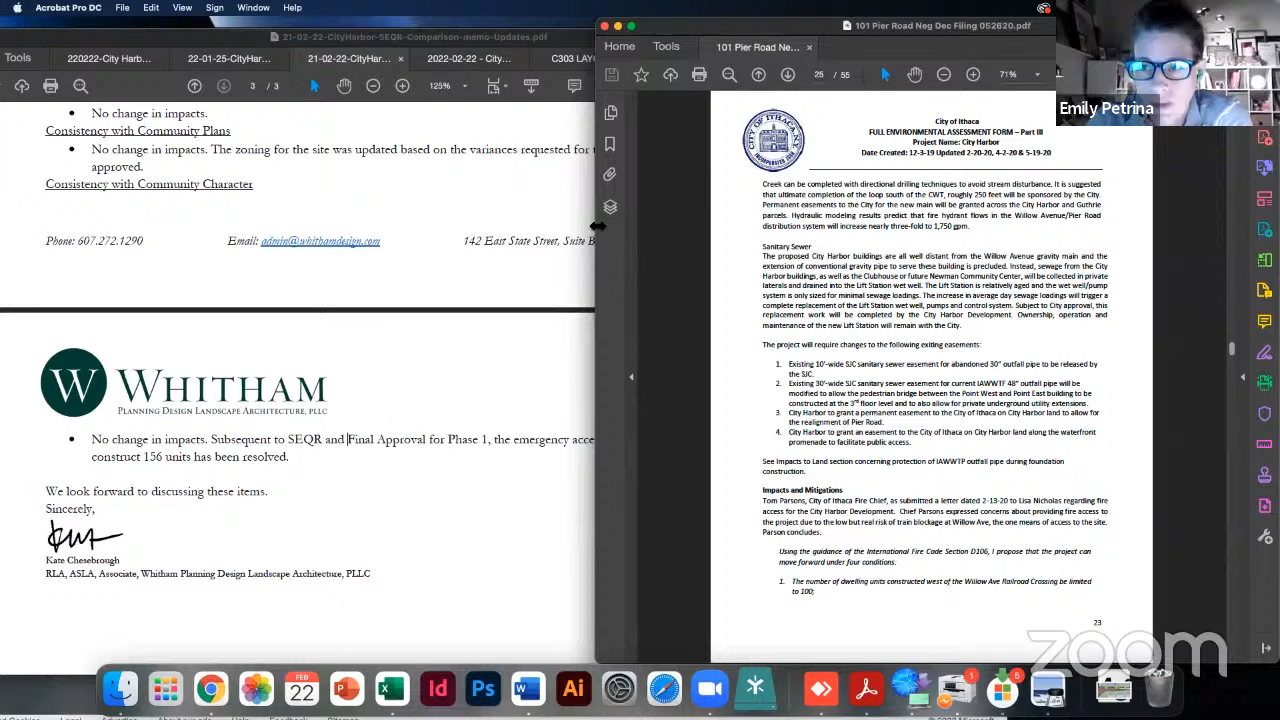 Acrobat Pro DC File Edit View Sign Window Help
21-02-22-CityHarbor-SEQR-Comparison-memo-Updates.pdf
Tools 220222-City Harb... 22-01-25-CityHar... 21-02-22-CityHar... × 2022-02-02 - City... C303 LAYO
3 / 3 125%
• No change in impacts.
Consistency with Community Plans
• No change in impacts. The zoning for the site was updated based on the variances requested for
approved.
Consistency with Community Character
Phone: 607.272.1290 Email: admin@whithamdesign.com 142 East State Street, Suite B
W WHITHAM
PLANNING DESIGN LANDSCAPE ARCHITECTURE, PLLC
• No change in impacts. Subsequent to SEQR and Final Approval for Phase 1, the emergency acce
construct 156 units has been resolved.
We look forward to discussing these items.
Sincerely,
Kate Chesebrough
RLA, ASLA, Associate, Whitham Planning Design Landscape Architecture, PLLC
101 Pier Road Neg Dec Filing 052620.pdf
Home Tools 101 Pier Road Neg... ×
25 / 55 71%
CITY OF ITHACA
City of Ithaca
FULL ENVIRONMENTAL ASSESSMENT FORM – Part III
Project Name: City Harbor
Date Created: 12-3-19 Updated 2-20-20, 4-2-20 & 5-19-20
Creek can be completed with directional drilling techniques to avoid stream disturbance. It is suggested
that ultimate completion of the loop south of the CWT, roughly 250 feet will be sponsored by the City.
Permanent easements to the City for the new main will be granted across the City Harbor and Guthrie
parcels. Hydraulic modeling results predict that fire hydrant flows in the Willow Avenue/Pier Road
distribution system will increase nearly three-fold to 1,750 gpm.
Sanitary Sewer
The proposed City Harbor buildings are all well distant from the Willow Avenue gravity main and the
extension of conventional gravity pipe to serve these building is precluded. Instead, sewage from the City
Harbor buildings, as well as the Clubhouse or future Newman Community Center, will be collected in private
laterals and drained into the Lift Station wet well. The Lift Station is relatively aged and the wet well/pump
system is only sized for minimal sewage loadings. The increase in average day sewage loadings will trigger a
complete replacement of the Lift Station wet well, pumps and control system. Subject to City approval, this
replacement work will be completed by the City Harbor Development. Ownership, operation and
maintenance of the new Lift Station will remain with the City.
The project will require changes to the following exiting easements:
1. Existing 10'-wide SJC sanitary sewer easement for abandoned 30" outfall pipe to be released by
the SJC.
2. Existing 30'-wide SJC sanitary sewer easement for current IAWWTF 48" outfall pipe will be
modified to allow the pedestrian bridge between the Point West and Point East building to be
constructed at the 3rd floor level and to also allow for private underground utility extensions.
3. City Harbor to grant a permanent easement to the City of Ithaca on City Harbor land to allow for
the realignment of Pier Road.
4. City Harbor to grant an easement to the City of Ithaca on City Harbor land along the waterfront
promenade to facilitate public access.
See Impacts to Land section concerning protection of IAWWTP outfall pipe during foundation
construction.
Impacts and Mitigations
Tom Parsons, City of Ithaca Fire Chief, as submitted a letter dated 2-13-20 to Lisa Nicholas regarding fire
access for the City Harbor Development. Chief Parsons expressed concerns about providing fire access to
the project due to the low but real risk of train blockage at Willow Ave, the one means of access to the site.
Parson concludes:
Using the guidance of the International Fire Code Section D106, I propose that the project can
move forward under four conditions:
1. The number of dwelling units constructed west of the Willow Ave Railroad Crossing be limited
to 100;
23
Emily Petrina
zoom
FEB
22
Id Ps W Ai
1 5